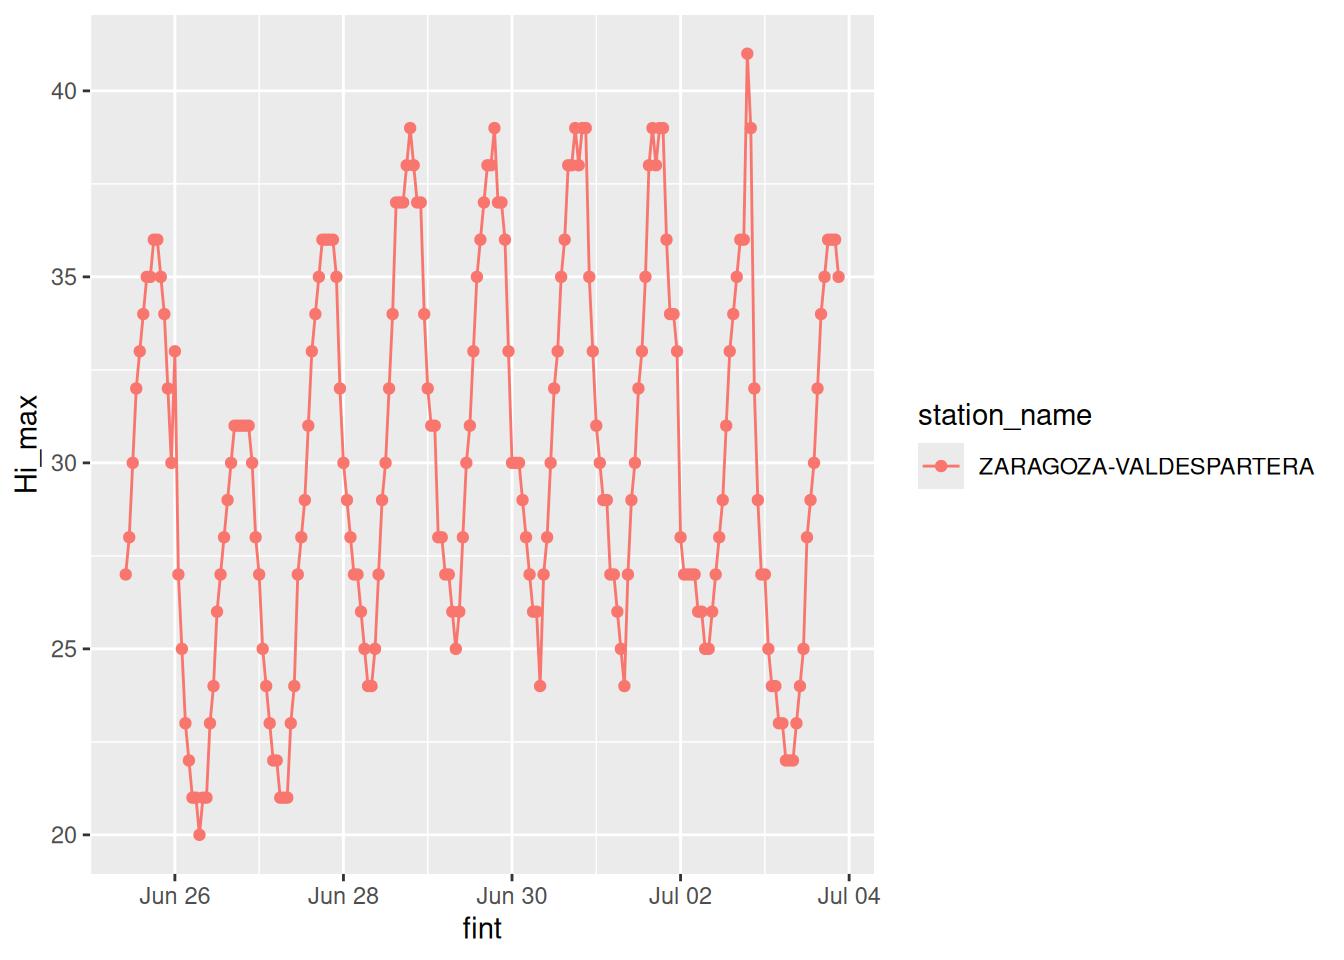 40
35
30
25
20
Hi_max
Jun 26
Jun 28
Jun 30
Jul 02
Jul 04
fint
station_name
ZARAGOZA-VALDESPARTERA